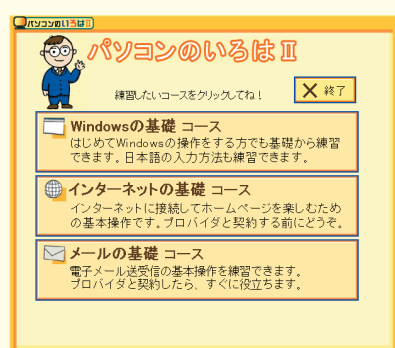 パソコンのいろはⅡ
パソコンのいろはⅡ
練習したいコースをクリックしてね！
終了
Windowsの基礎 コース
はじめてWindowsの操作をする方でも基礎から練習
できます。日本語の入力方法も練習できます。
インターネットの基礎 コース
インターネットに接続してホームページを楽しむため
の基本操作です。プロバイダと契約する前にどうぞ。
メールの基礎 コース
電子メール送受信の基本操作を練習できます。
プロバイダと契約したら、すぐに役立ちます。